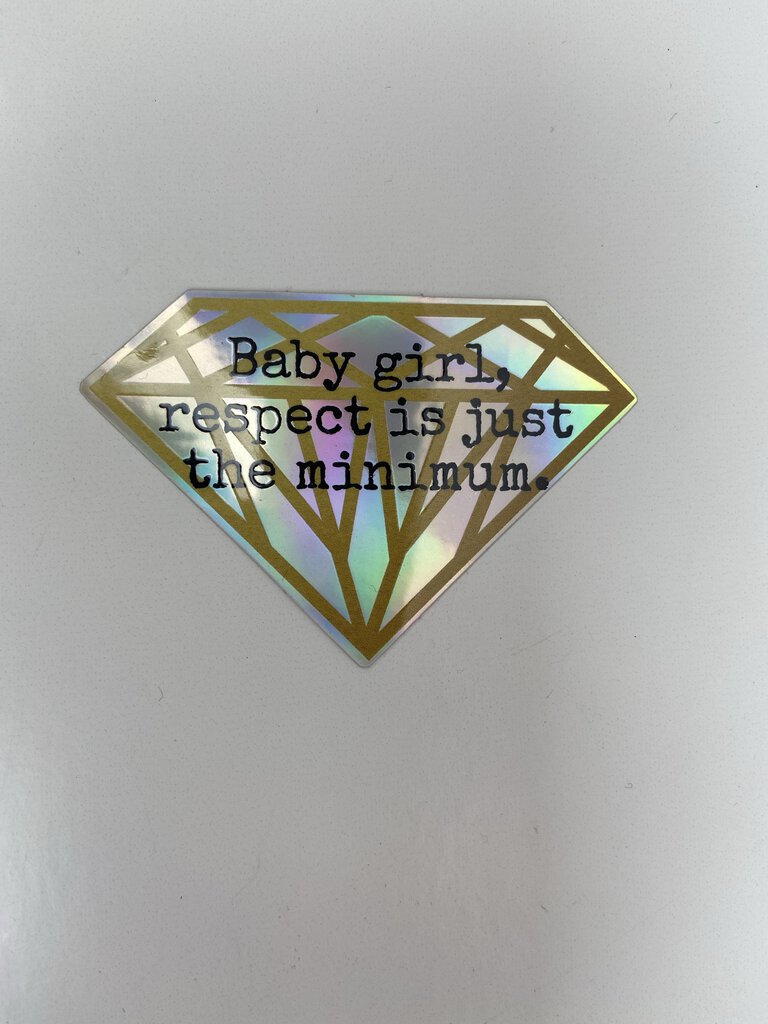 Baby girl,
respect is just
the minimum.